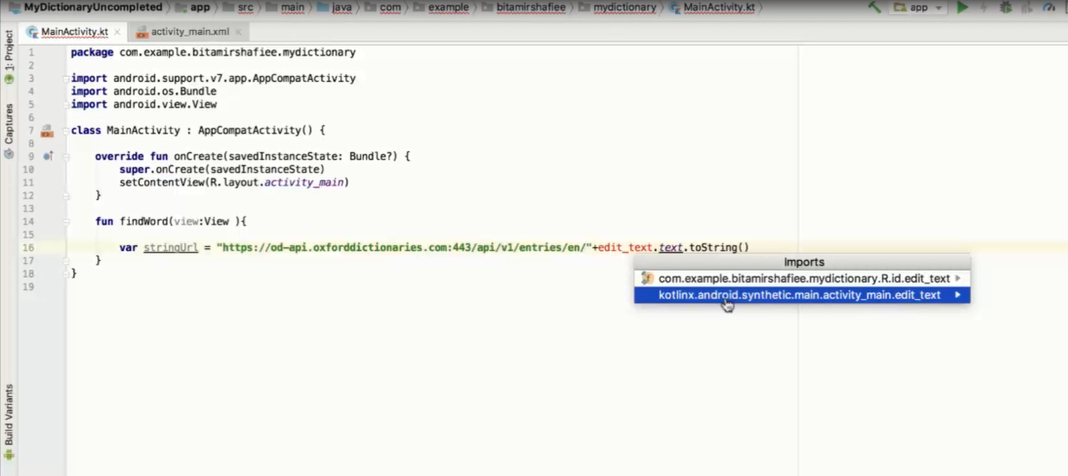 MyDictionaryUncompleted app src main java com example bitamirshafiee mydictionary MainActivity.kt app
MainActivity.kt activity_main.xml
1: Project
Captures
Build Variants
1 package com.example.bitamirshafiee.mydictionary
2
3 import android.support.v7.app.AppCompatActivity
4 import android.os.Bundle
5 import android.view.View
6
7 class MainActivity : AppCompatActivity() {
8
9 override fun onCreate(savedInstanceState: Bundle?) {
10 super.onCreate(savedInstanceState)
11 setContentView(R.layout.activity_main)
12 }
13
14 fun findWord(view:View ){
15
16 var stringUrl = "https://od-api.oxforddictionaries.com:443/api/v1/entries/en/"+edit_text.text.toString()
17 }
18 }
19
Imports
com.example.bitamirshafiee.mydictionary.R.id.edit_text
kotlinx.android.synthetic.main.activity_main.edit_text